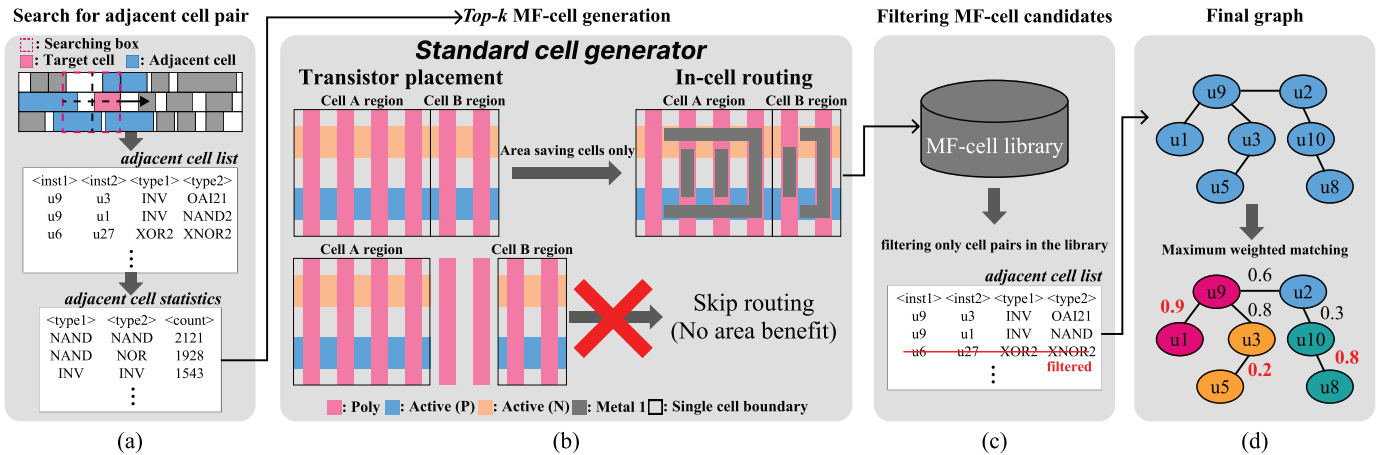 Search for adjacent cell pair
: Searching box
: Target cell : Adjacent cell
adjacent cell list
<inst1> <inst2> <type1> <type2>
u9 u3 INV OAI21
u9 u1 INV NAND2
u6 u27 XOR2 XNOR2
⋮
adjacent cell statistics
<type1> <type2> <count>
NAND NAND 2121
NAND NOR 1928
INV INV 1543
⋮
(a)
Top-k MF-cell generation
Standard cell generator
Transistor placement
In-cell routing
Cell A region Cell B region
Area saving cells only
Cell A region Cell B region
Cell A region
Cell B region
Skip routing
(No area benefit)
: Poly : Active (P) : Active (N) : Metal 1 : Single cell boundary
(b)
Filtering MF-cell candidates
MF-cell library
filtering only cell pairs in the library
adjacent cell list
<inst1> <inst2> <type1> <type2>
u9 u3 INV OAI21
u9 u1 INV NAND
u6 u27 XOR2 XNOR2
filtered
⋮
(c)
Final graph
u9 u2
u1 u3 u10
u5 u8
Maximum weighted matching
0.6
u9 u2
0.9 0.8 0.3
u1 u3 u10
0.2 0.8
u5 u8
(d)